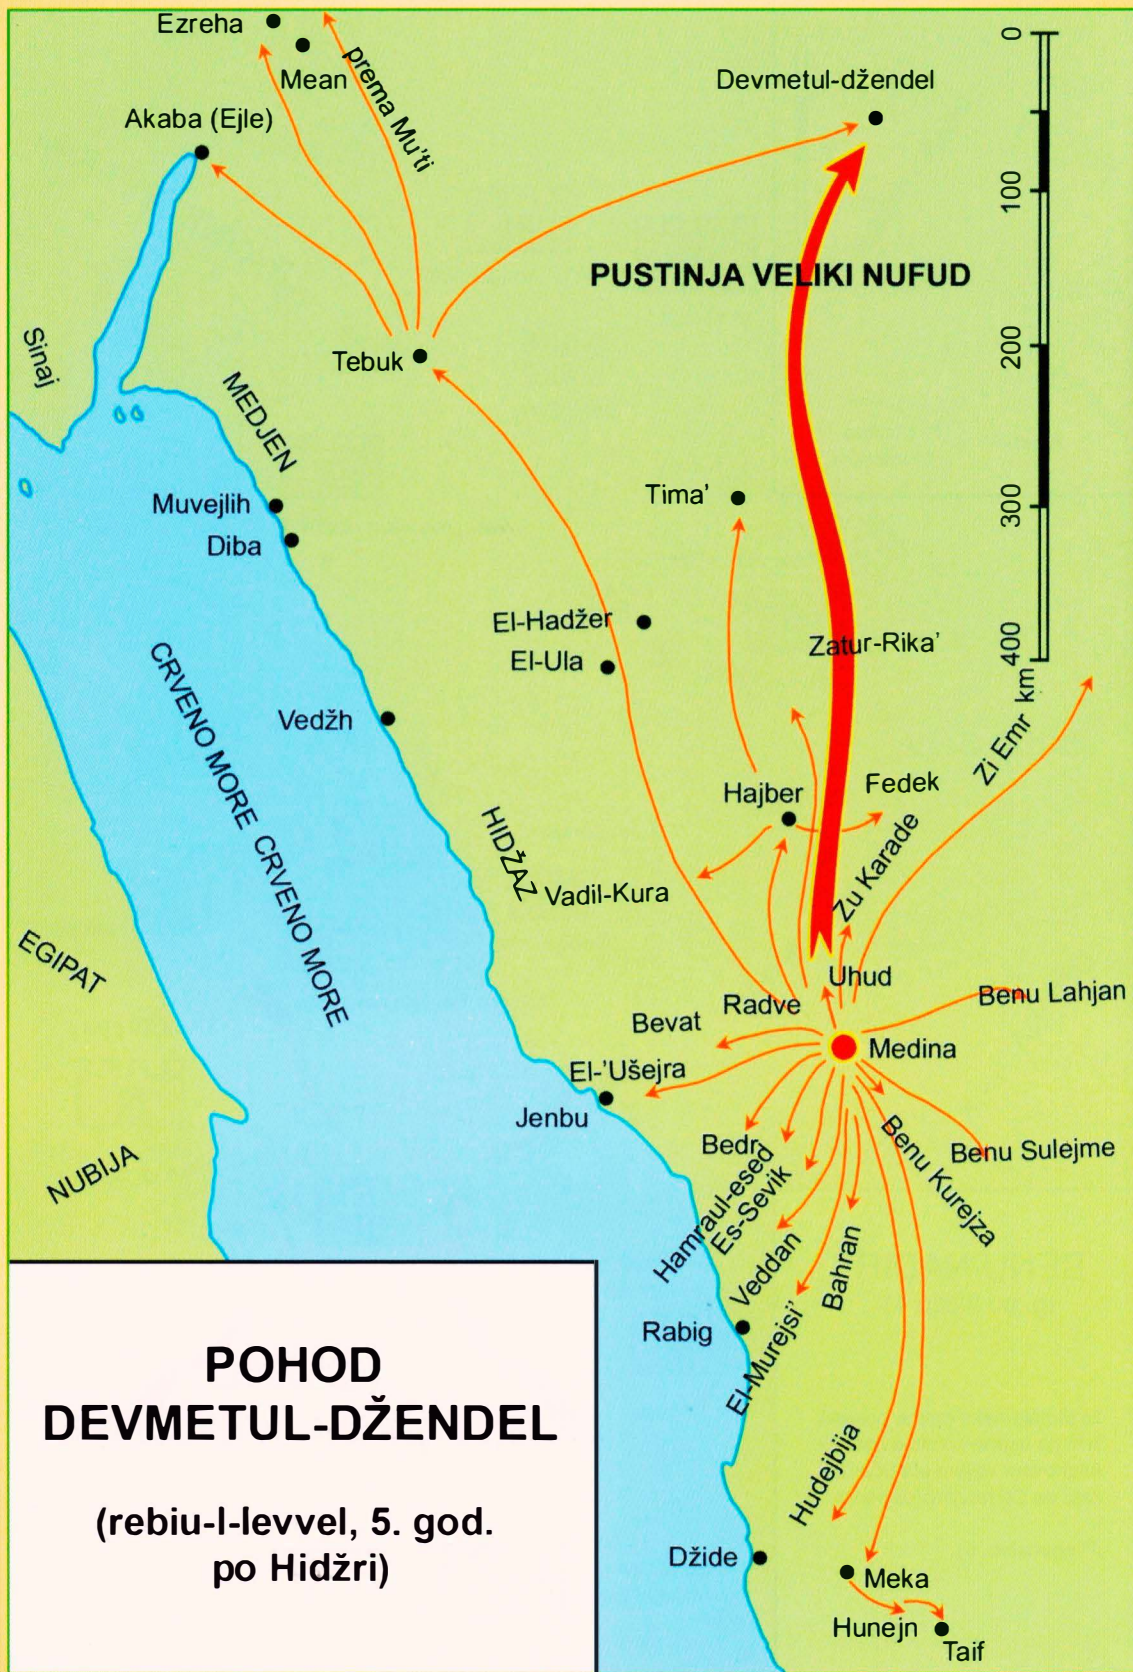 Ezreha
Mean
prema Mu'ti
Devmetul-džendel
0
Akaba (Ejle)
100
PUSTINJA VELIKI NUFUD
200
Sinaj
Tebuk
MEDJEN
Muvejlih
Tima'
300
Diba
El-Hadžer
El-Ula
Zatur-Rika'
400
km
CRVENO MORE CRVENO MORE
Vedžh
Zi Emr
Hajber
Fedek
HIDŽAZ
Vadil-Kura
Zu Karade
EGIPAT
Uhud
Radve
Benu Lahjan
Bevat
Medina
El-'Ušejra
Jenbu
NUBIJA
Bedr
Benu Kurejza
Benu Sulejme
Hamraul-esed
Es-Sevik
Veddan
Bahran
Rabig
El-Murejsi'
POHOD
DEVMETUL-DŽENDEL
(rebiu-l-levvel, 5. god.
po Hidžri)
Hudejbija
Džide
Meka
Hunejn
Taif